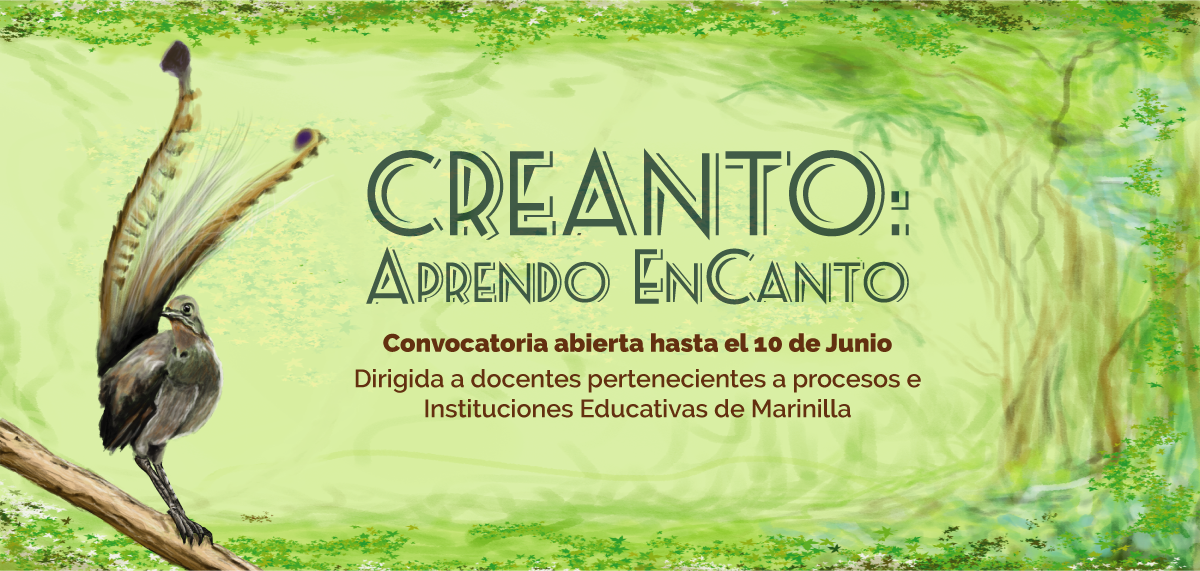 CREANTO:
APRENDO ENCANTO
Convocatoria abierta hasta el 10 de Junio
Dirigida a docentes pertenecientes a procesos e
Instituciones Educativas de Marinilla